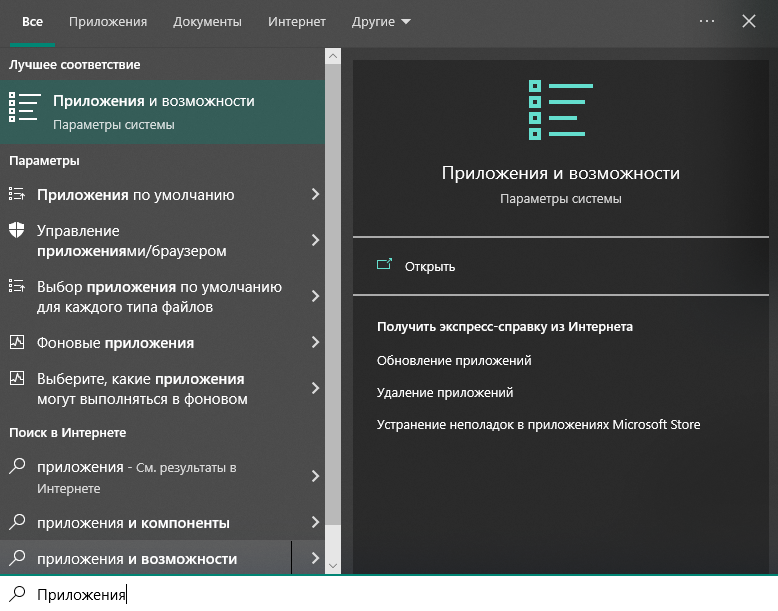 Все Приложения Документы Интернет Другие
Лучшее соответствие
Приложения и возможности
Параметры системы
Параметры
Приложения по умолчанию
Управление
приложениями/браузером
Выбор приложения по умолчанию
для каждого типа файлов
Фоновые приложения
Выберите, какие приложения
могут выполняться в фоновом
Поиск в Интернете
приложения - См. результаты в
Интернете
приложения и компоненты
приложения и возможности
Приложения
Приложения и возможности
Параметры системы
Открыть
Получить экспресс-справку из Интернета
Обновление приложений
Удаление приложений
Устранение неполадок в приложениях Microsoft Store